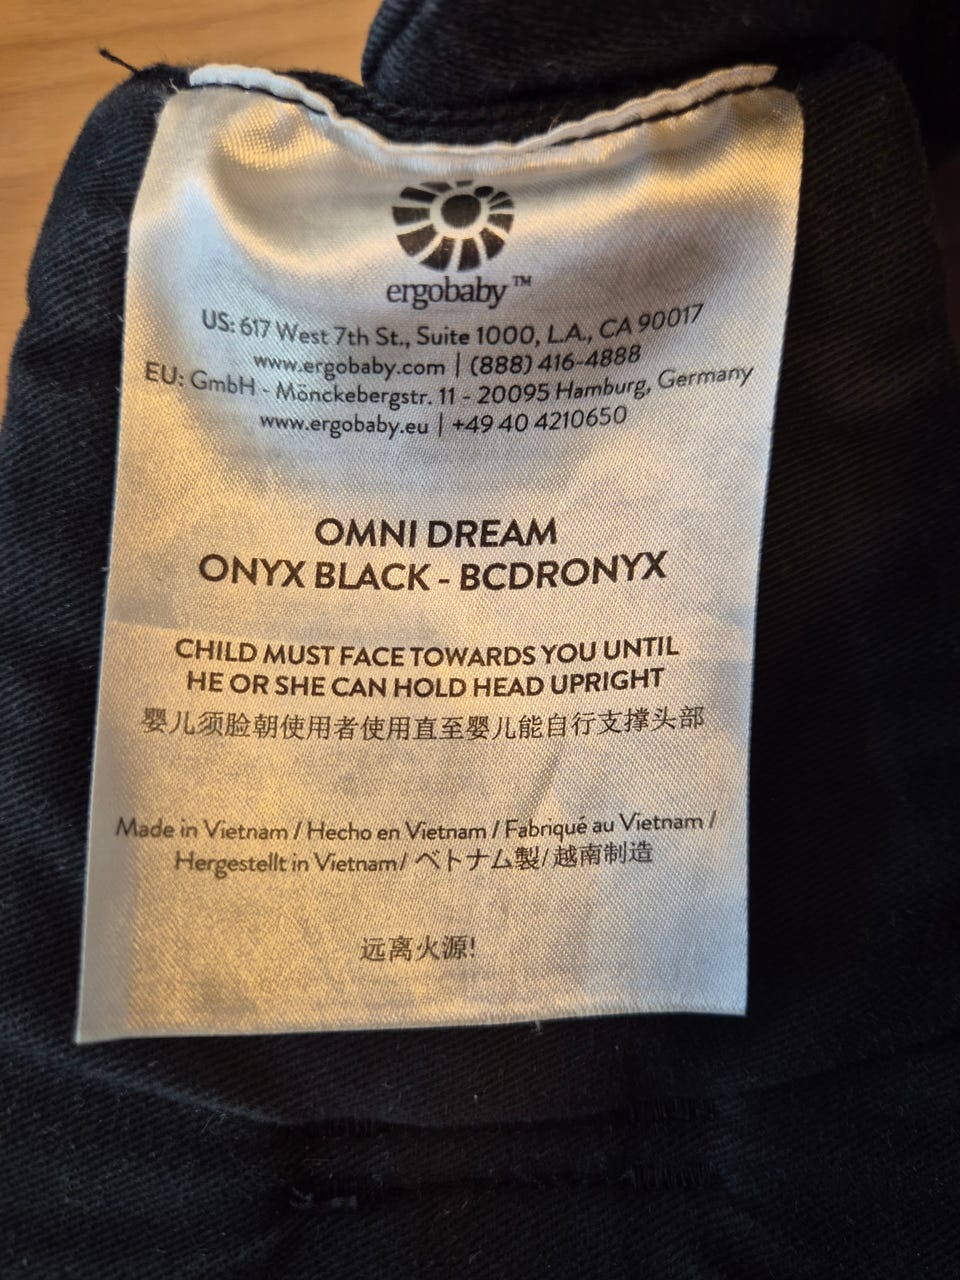 ergobaby™
US: 617 West 7th St., Suite 1000, L.A., CA 90017
www.ergobaby.com | (888) 416-4888
EU: GmbH - Mönckebergstr. 11 - 20095 Hamburg, Germany
www.ergobaby.eu | +49 40 4210650
OMNI DREAM
ONYX BLACK - BCDRONYX
CHILD MUST FACE TOWARDS YOU UNTIL
HE OR SHE CAN HOLD HEAD UPRIGHT
婴儿须脸朝使用者使用直至婴儿能自行支撑头部
Made in Vietnam / Hecho en Vietnam / Fabriqué au Vietnam /
Hergestellt in Vietnam/ ベトナム製/ 越南制造
远离火源!